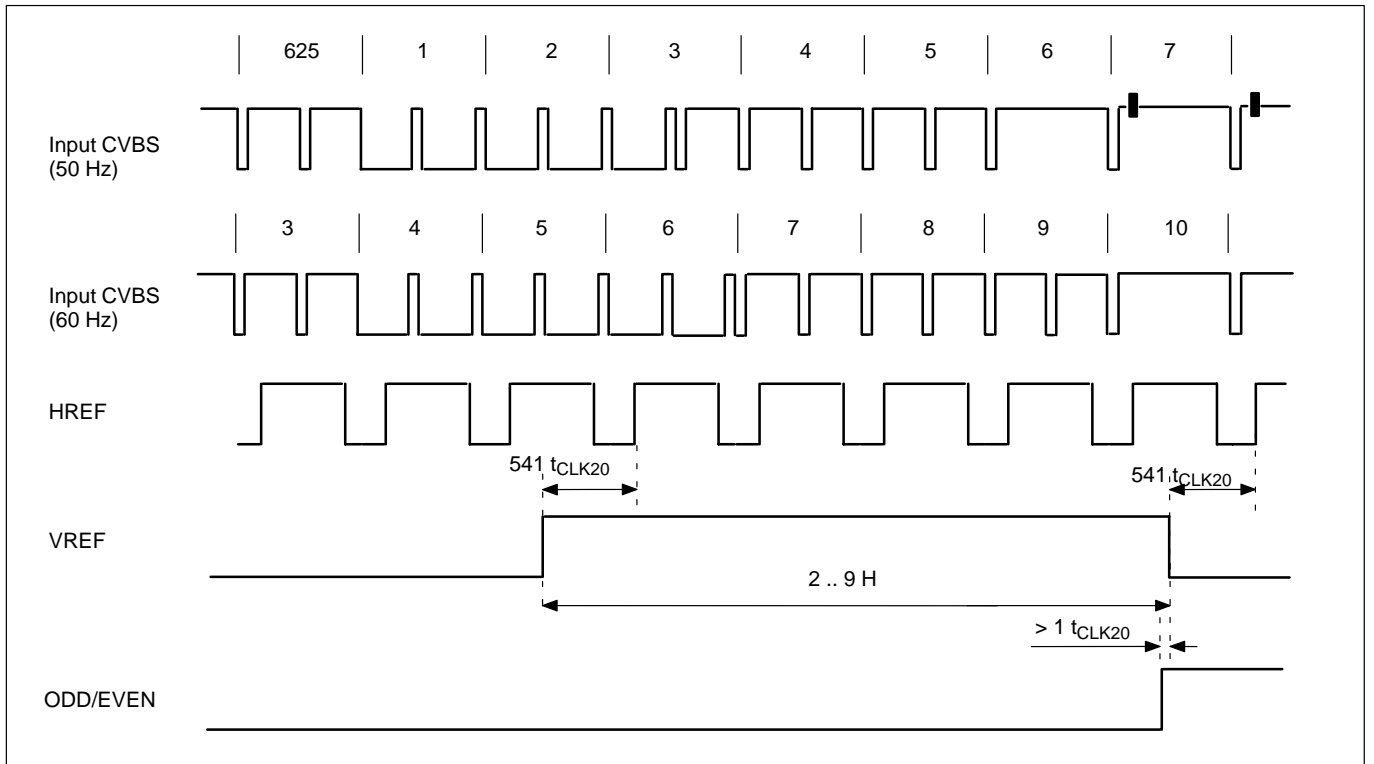 625 1 2 3 4 5 6 7
Input CVBS
(50 Hz)
3 4 5 6 7 8 9 10
Input CVBS
(60 Hz)
HREF
541 tCLK20 541 tCLK20
VREF
2 .. 9 H
> 1 tCLK20
ODD/EVEN